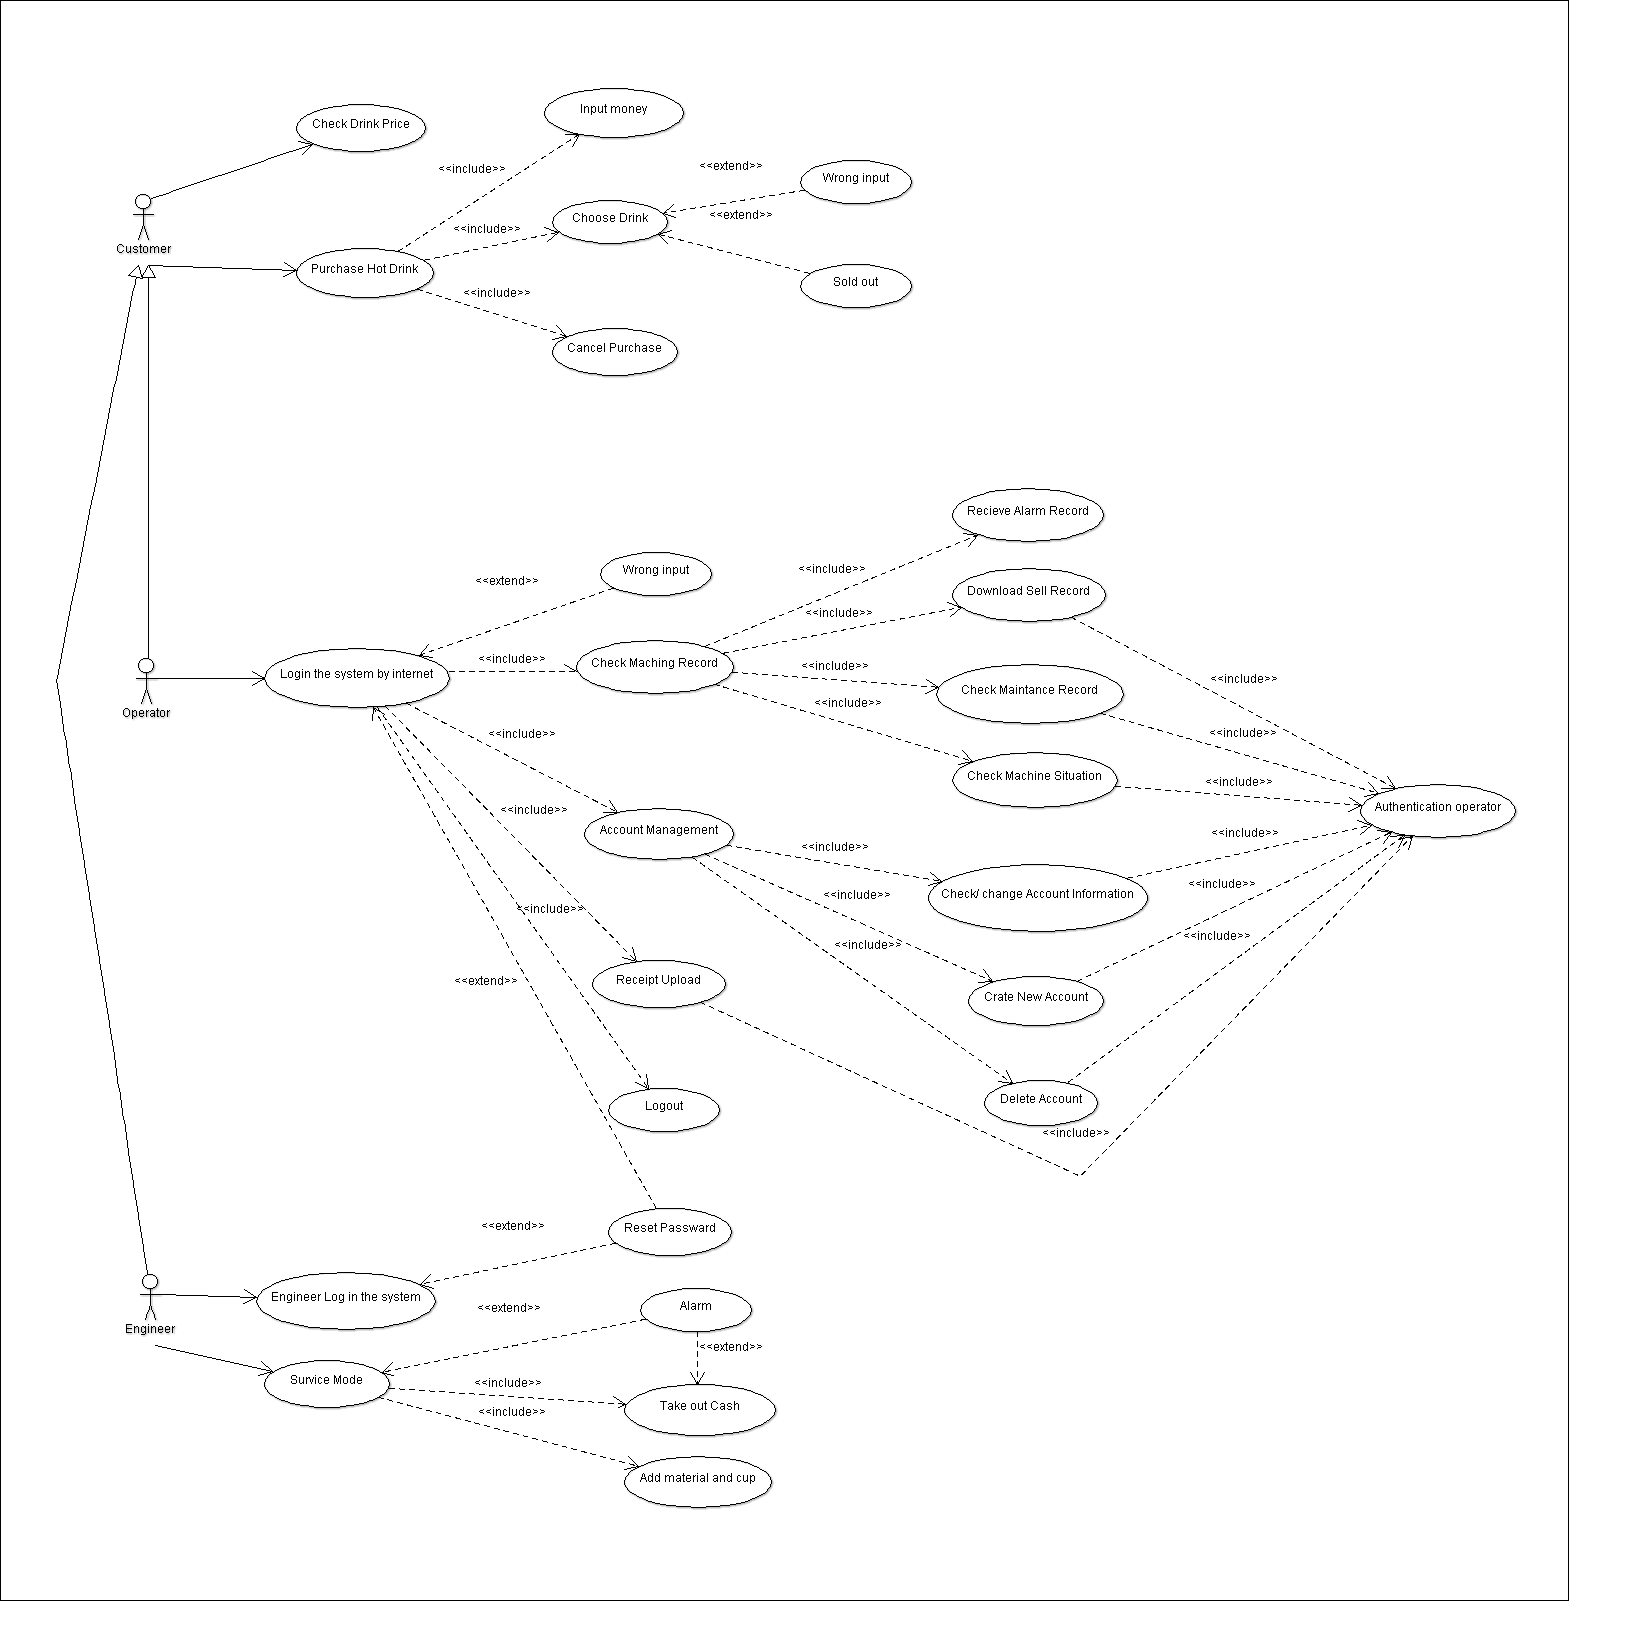 Input money
Check Drink Price
<<include>>
<<extend>>
Wrong input
Choose Drink
<<extend>>
<<include>>
Customer
Purchase Hot Drink
Sold out
<<include>>
Cancel Purchase
Recieve Alarm Record
Wrong input
<<extend>>
<<include>>
Download Sell Record
<<include>>
Login the system by internet
<<include>>
Check Maching Record
<<include>>
Check Maintance Record
<<include>>
<<include>>
Operator
<<include>>
<<include>>
Check Machine Situation
<<include>>
Authentication operator
<<include>>
Account Management
<<include>>
<<include>>
Check/ change Account Information
<<include>>
<<include>>
<<include>>
<<include>>
<<include>>
Receipt Upload
<<extend>>
Crate New Account
Logout
Delete Account
<<include>>
Reset Passward
<<extend>>
Engineer Log in the system
Engineer
Alarm
<<extend>>
<<extend>>
Survice Mode
<<include>>
Take out Cash
<<include>>
Add material and cup